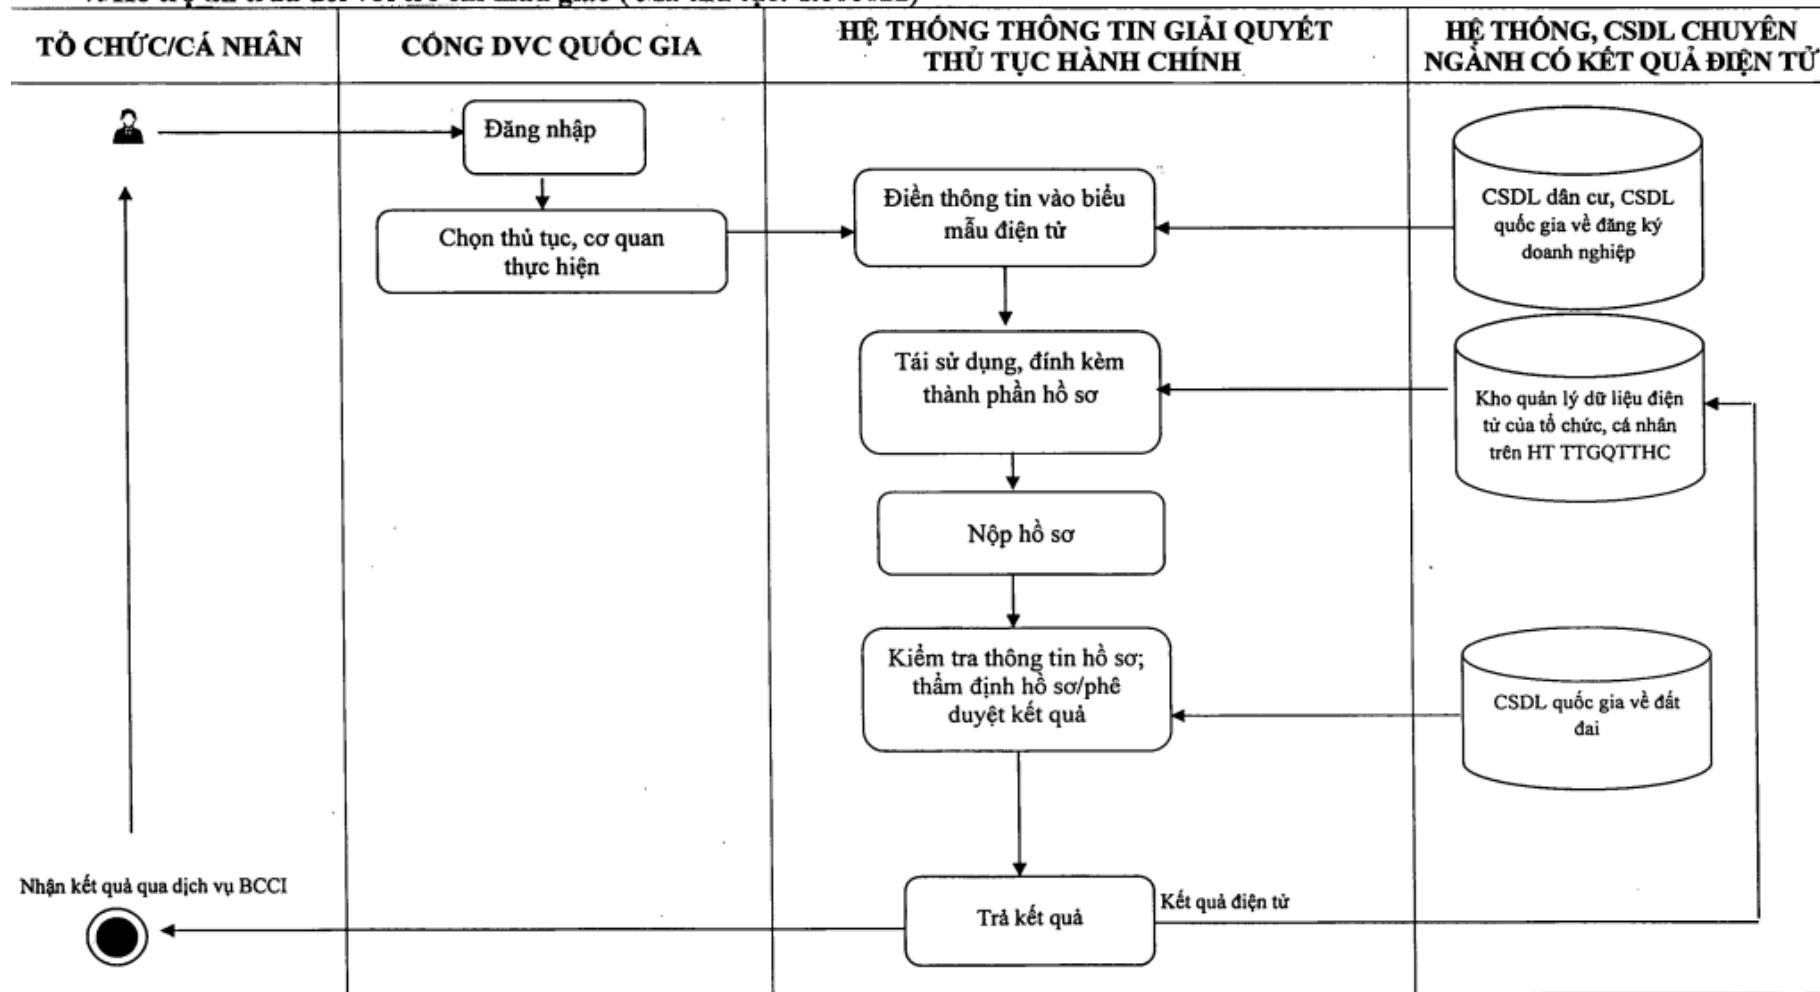 TỔ CHỨC/CÁ NHÂN
CỔNG DVC QUỐC GIA
HỆ THỐNG THÔNG TIN GIẢI QUYẾT
THỦ TỤC HÀNH CHÍNH
HỆ THỐNG, CSDL CHUYÊN
NGÀNH CÓ KẾT QUẢ ĐIỆN TỬ
Đăng nhập
Chọn thủ tục, cơ quan
thực hiện
Điền thông tin vào biểu
mẫu điện tử
CSDL dân cư, CSDL
quốc gia về đăng ký
doanh nghiệp
Tái sử dụng, đính kèm
thành phần hồ sơ
Kho quản lý dữ liệu điện
tử của tổ chức, cá nhân
trên HT TTGQTTHC
Nộp hồ sơ
Kiểm tra thông tin hồ sơ;
thẩm định hồ sơ/phê
duyệt kết quả
CSDL quốc gia về đất
đai
Nhận kết quả qua dịch vụ BCCI
Trả kết quả
Kết quả điện tử